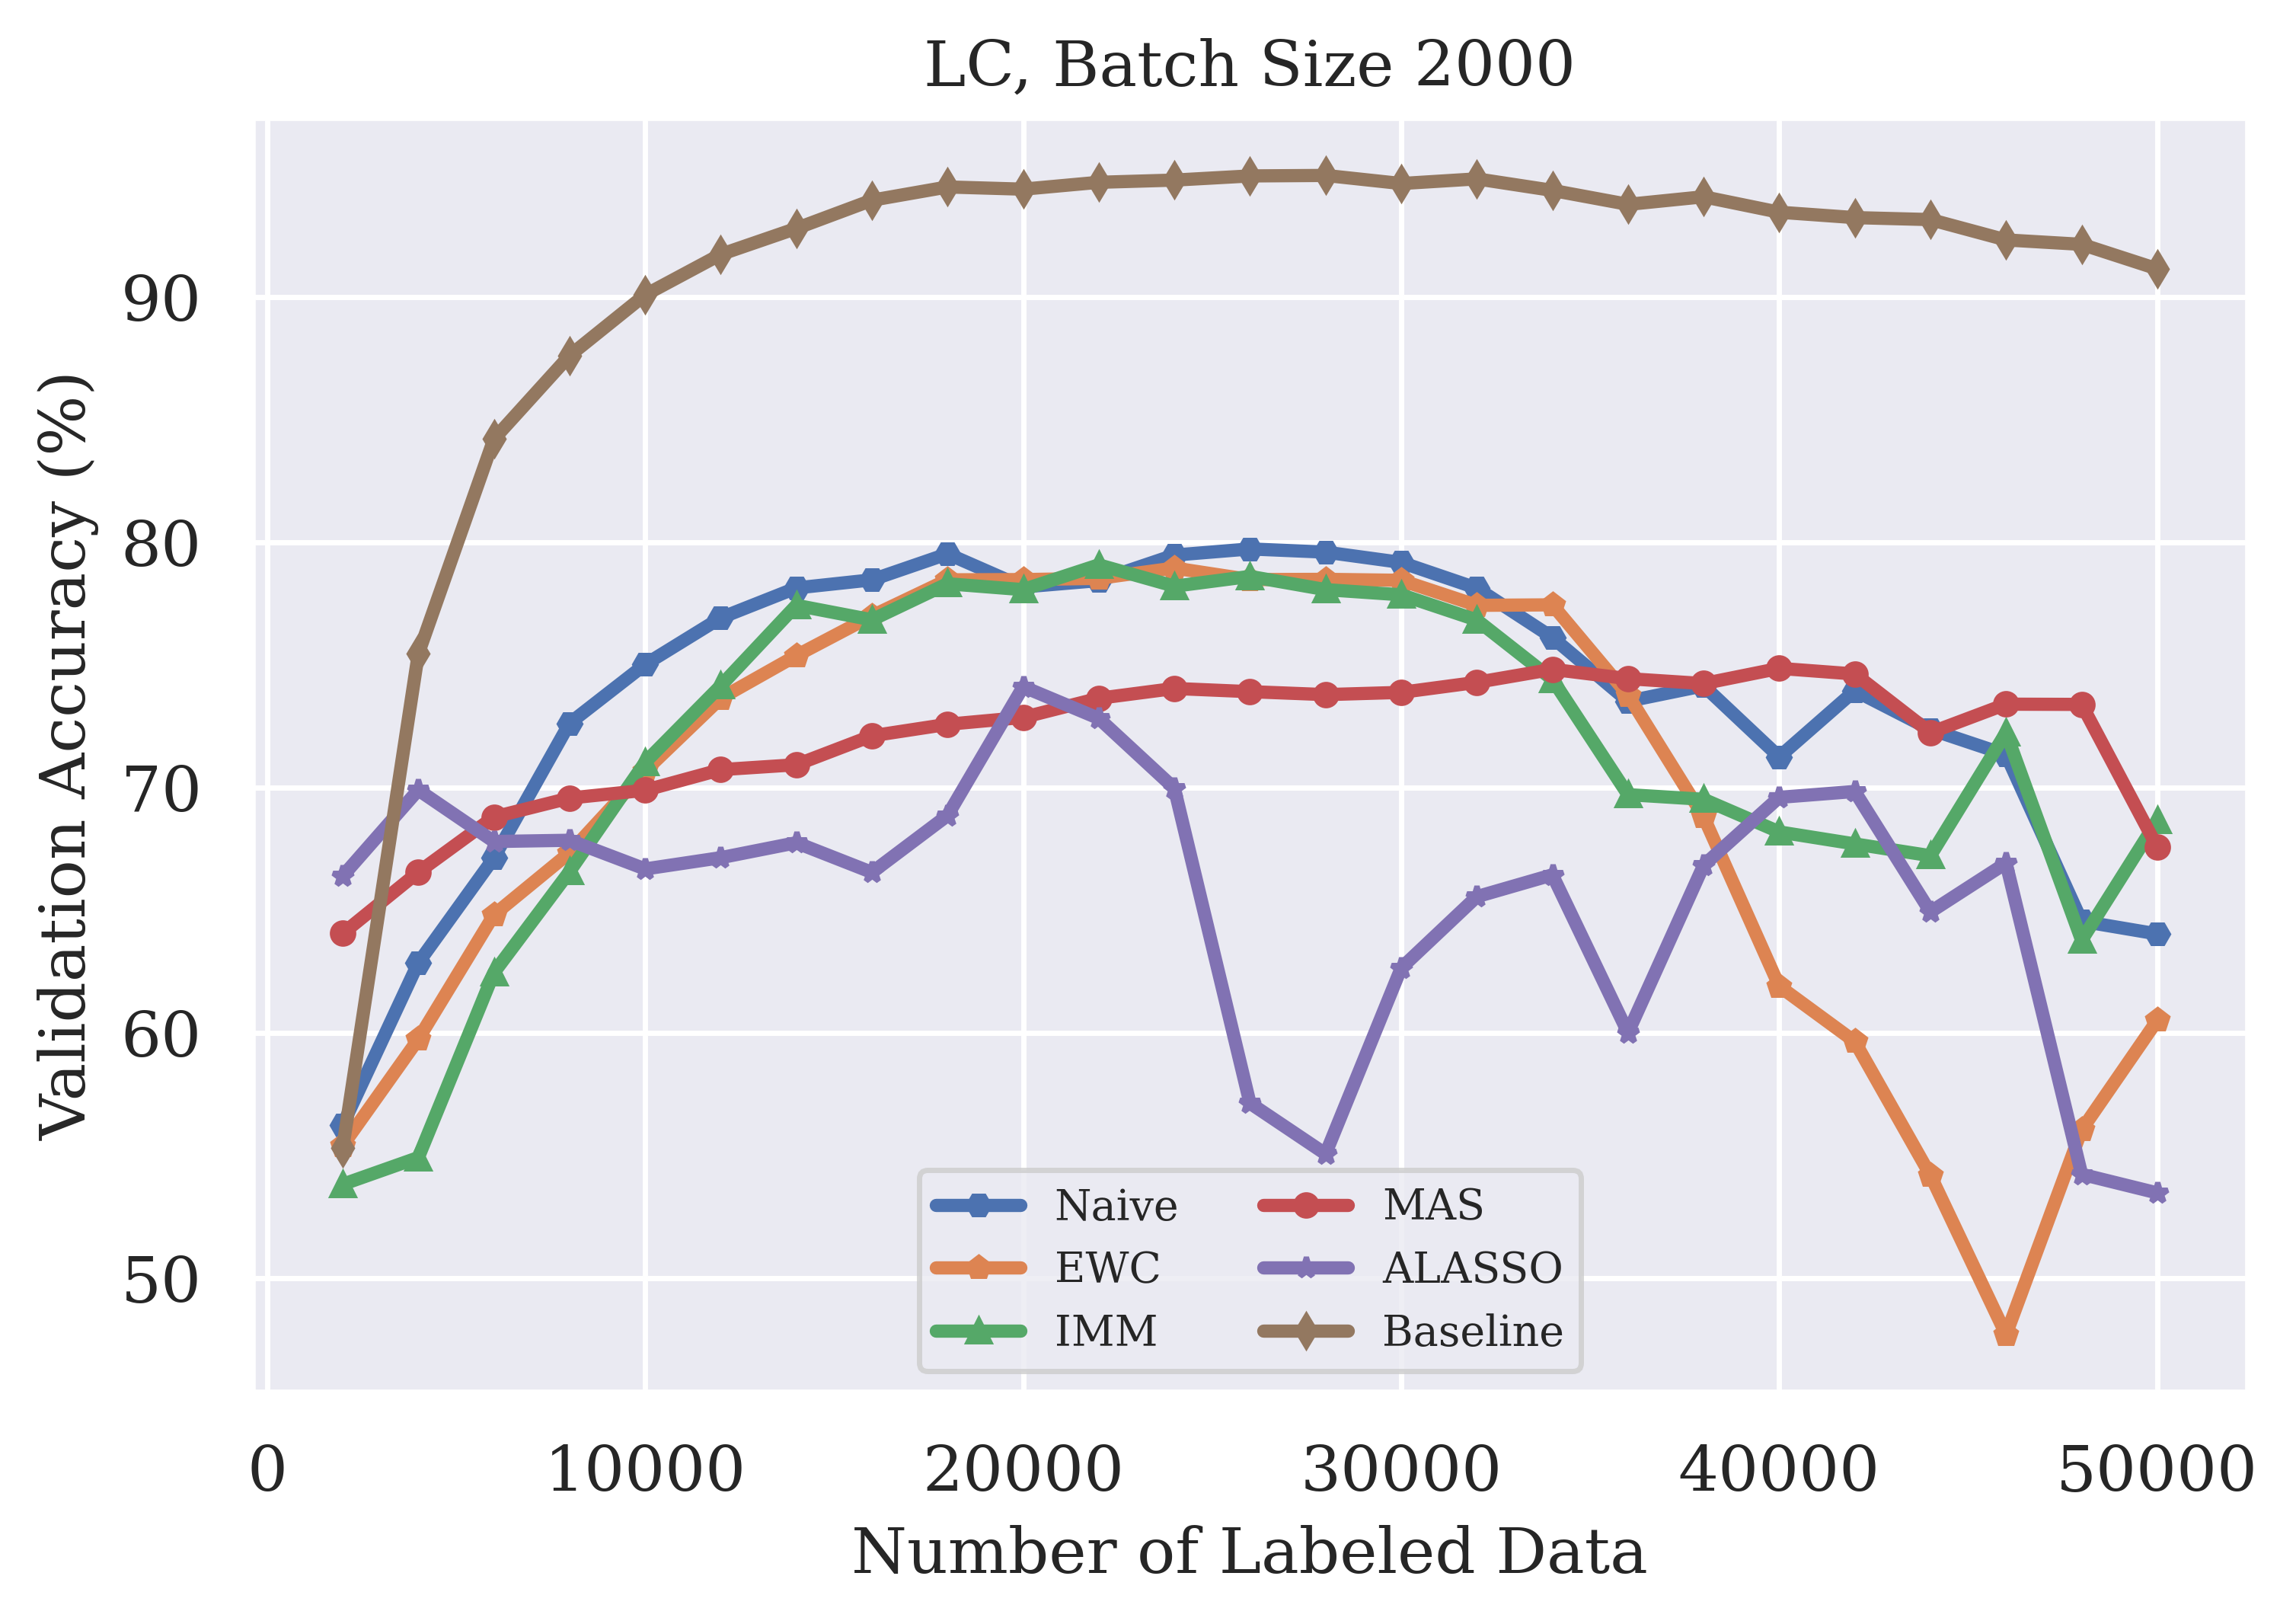 LC, Batch Size 2000
Validation Accuracy (%)
90
80
70
60
50
Naive
EWC
IMM
MAS
ALASSO
Baseline
0 10000 20000 30000 40000 50000
Number of Labeled Data